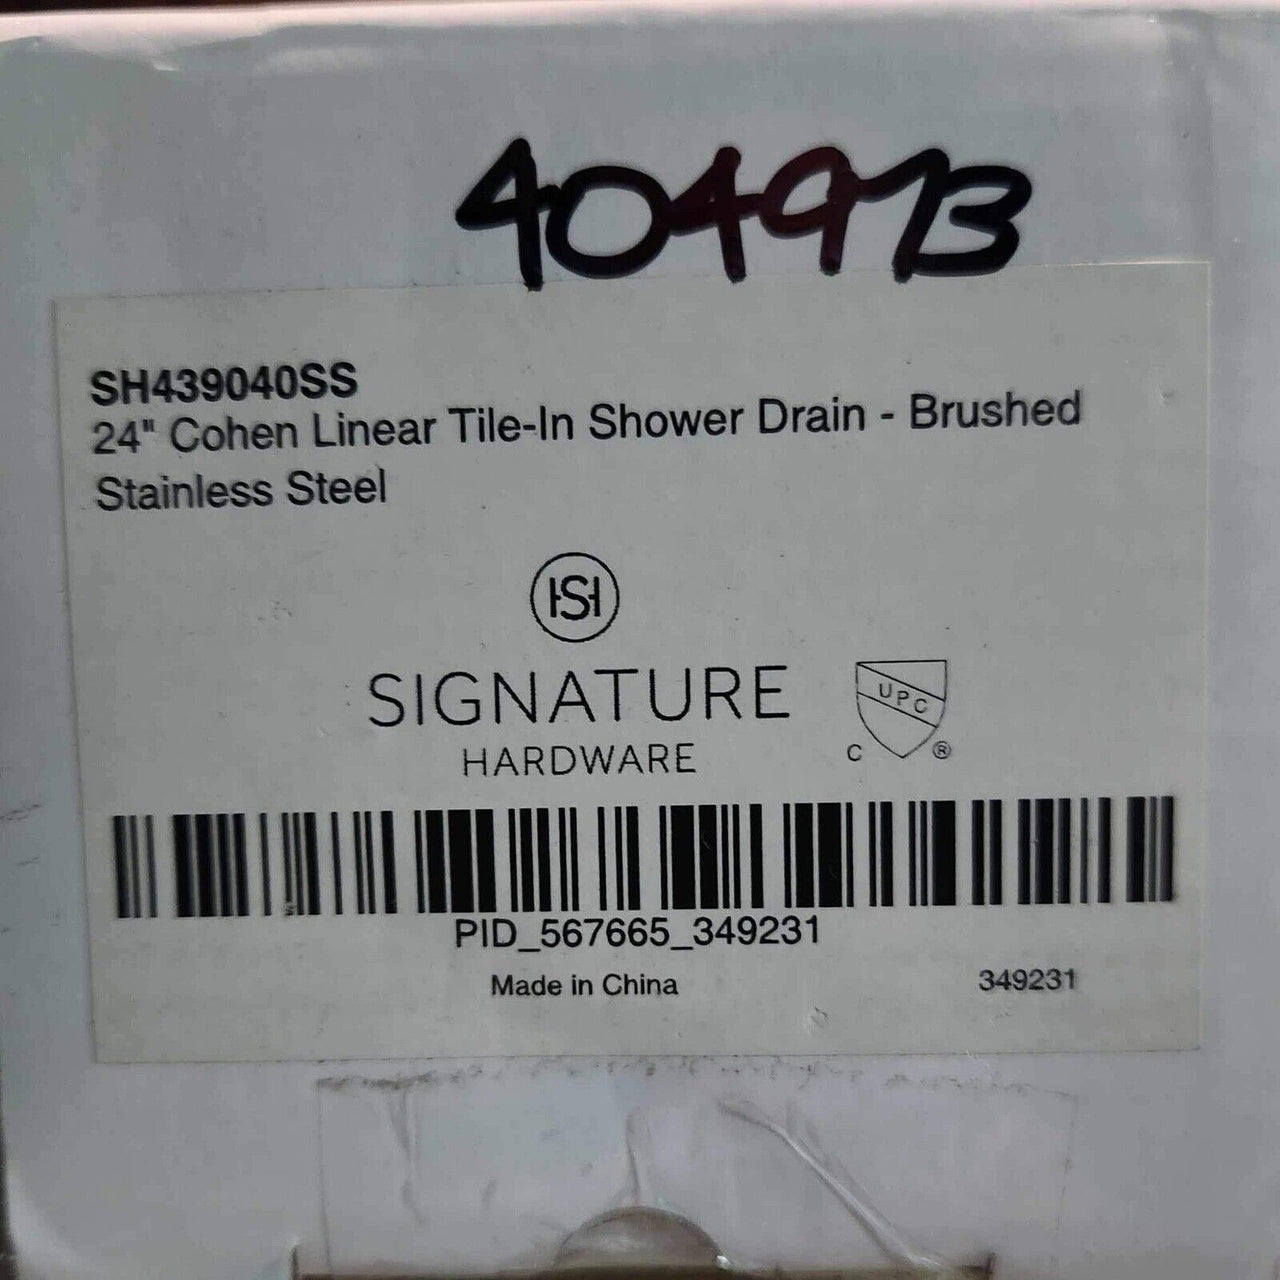 404973
SH439040SS
24" Cohen Linear Tile-In Shower Drain - Brushed
Stainless Steel
HS
SIGNATURE
HARDWARE
UPC
C ®
PID_567665_349231
Made in China 349231